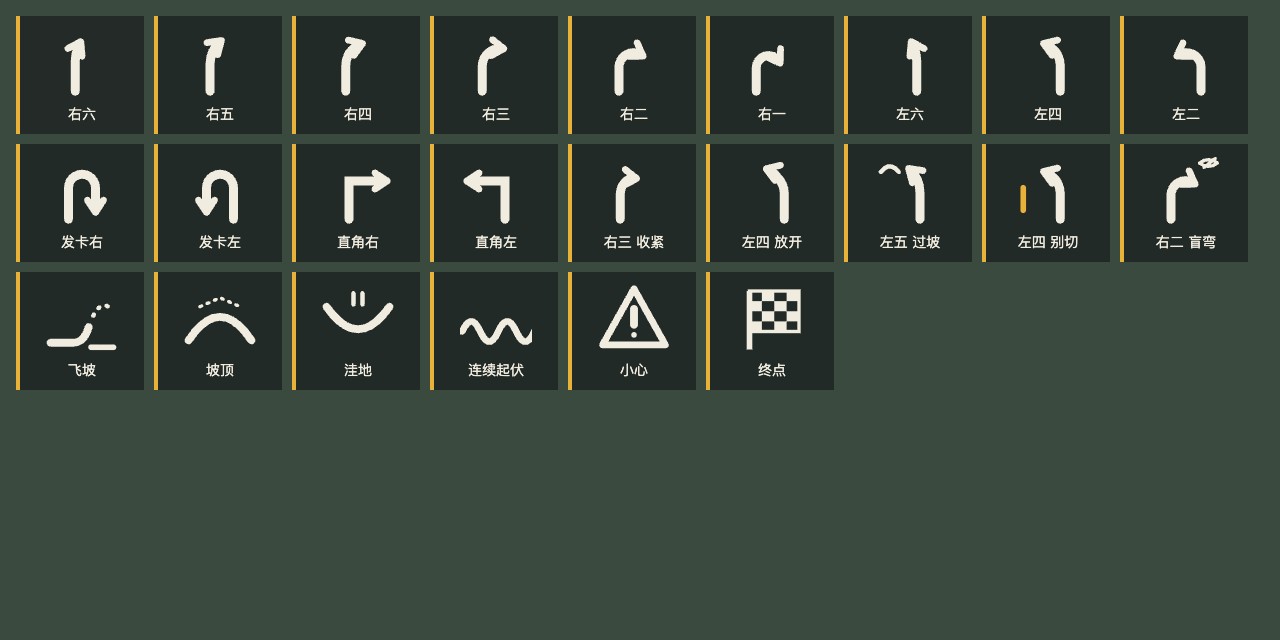 右六
右五
右四
右三
右二
右一
左六
左四
左二
发卡右
发卡左
直角右
直角左
右三 收紧
左四 放开
左五 过坡
左四 别切
右二 盲弯
飞坡
坡顶
洼地
连续起伏
小心
终点